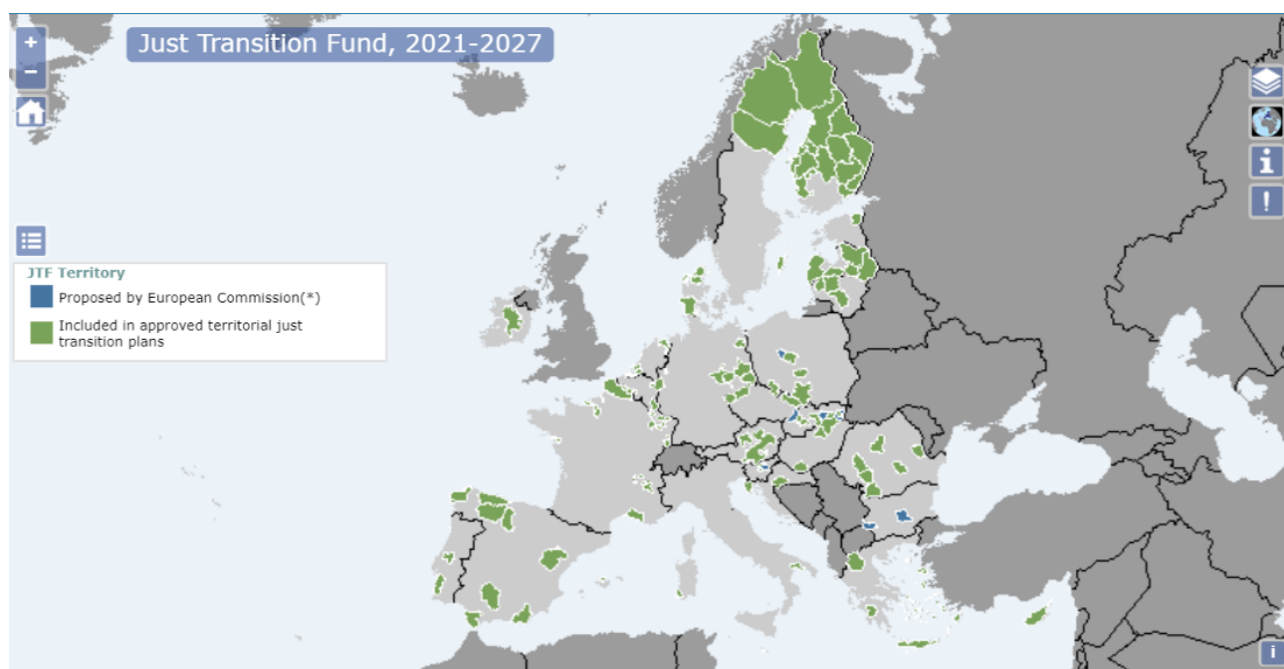 Just Transition Fund, 2021-2027
+
−
i
!
JTF Territory
Proposed by European Commission(*)
Included in approved territorial just
transition plans
i